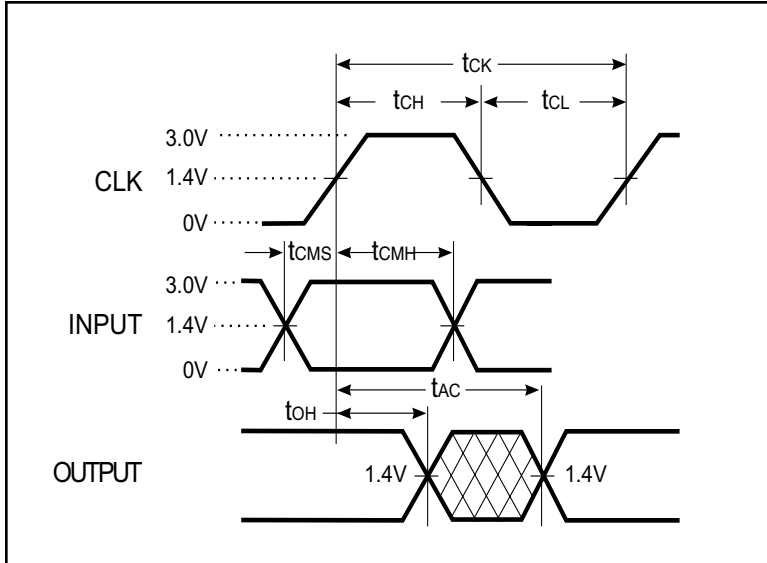 tCK
tCH tCL
3.0V
CLK 1.4V
0V
tCMS tCMH
3.0V
INPUT 1.4V
0V
tAC
tOH
OUTPUT 1.4V 1.4V